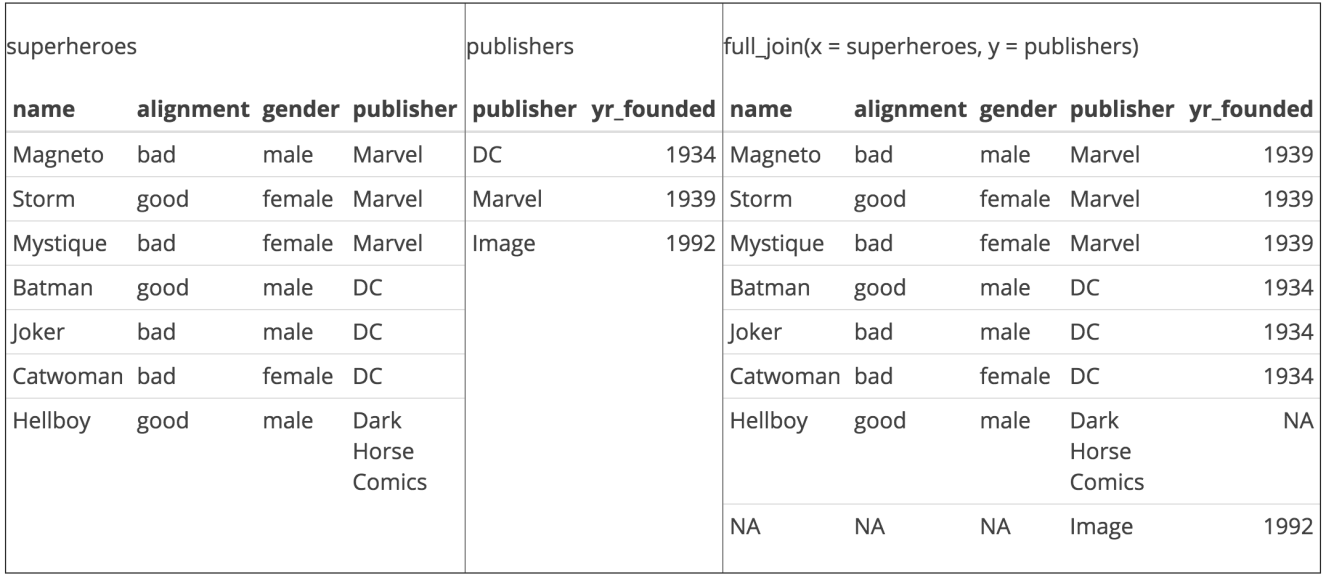 superheroes
name alignment gender publisher
Magneto bad male Marvel
Storm good female Marvel
Mystique bad female Marvel
Batman good male DC
Joker bad male DC
Catwoman bad female DC
Hellboy good male Dark
Horse
Comics
publishers
publisher yr_founded
DC 1934
Marvel 1939
Image 1992
full_join(x = superheroes, y = publishers)
name alignment gender publisher yr_founded
Magneto bad male Marvel 1939
Storm good female Marvel 1939
Mystique bad female Marvel 1939
Batman good male DC 1934
Joker bad male DC 1934
Catwoman bad female DC 1934
Hellboy good male Dark NA
Horse
Comics
NA NA NA Image 1992